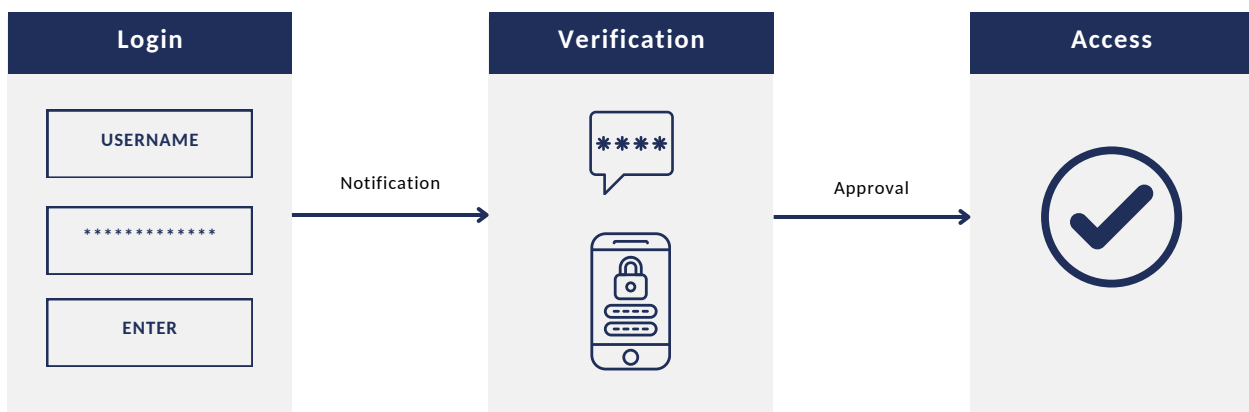 Login
USERNAME
*************
ENTER
Notification
Verification
****
Approval
Access